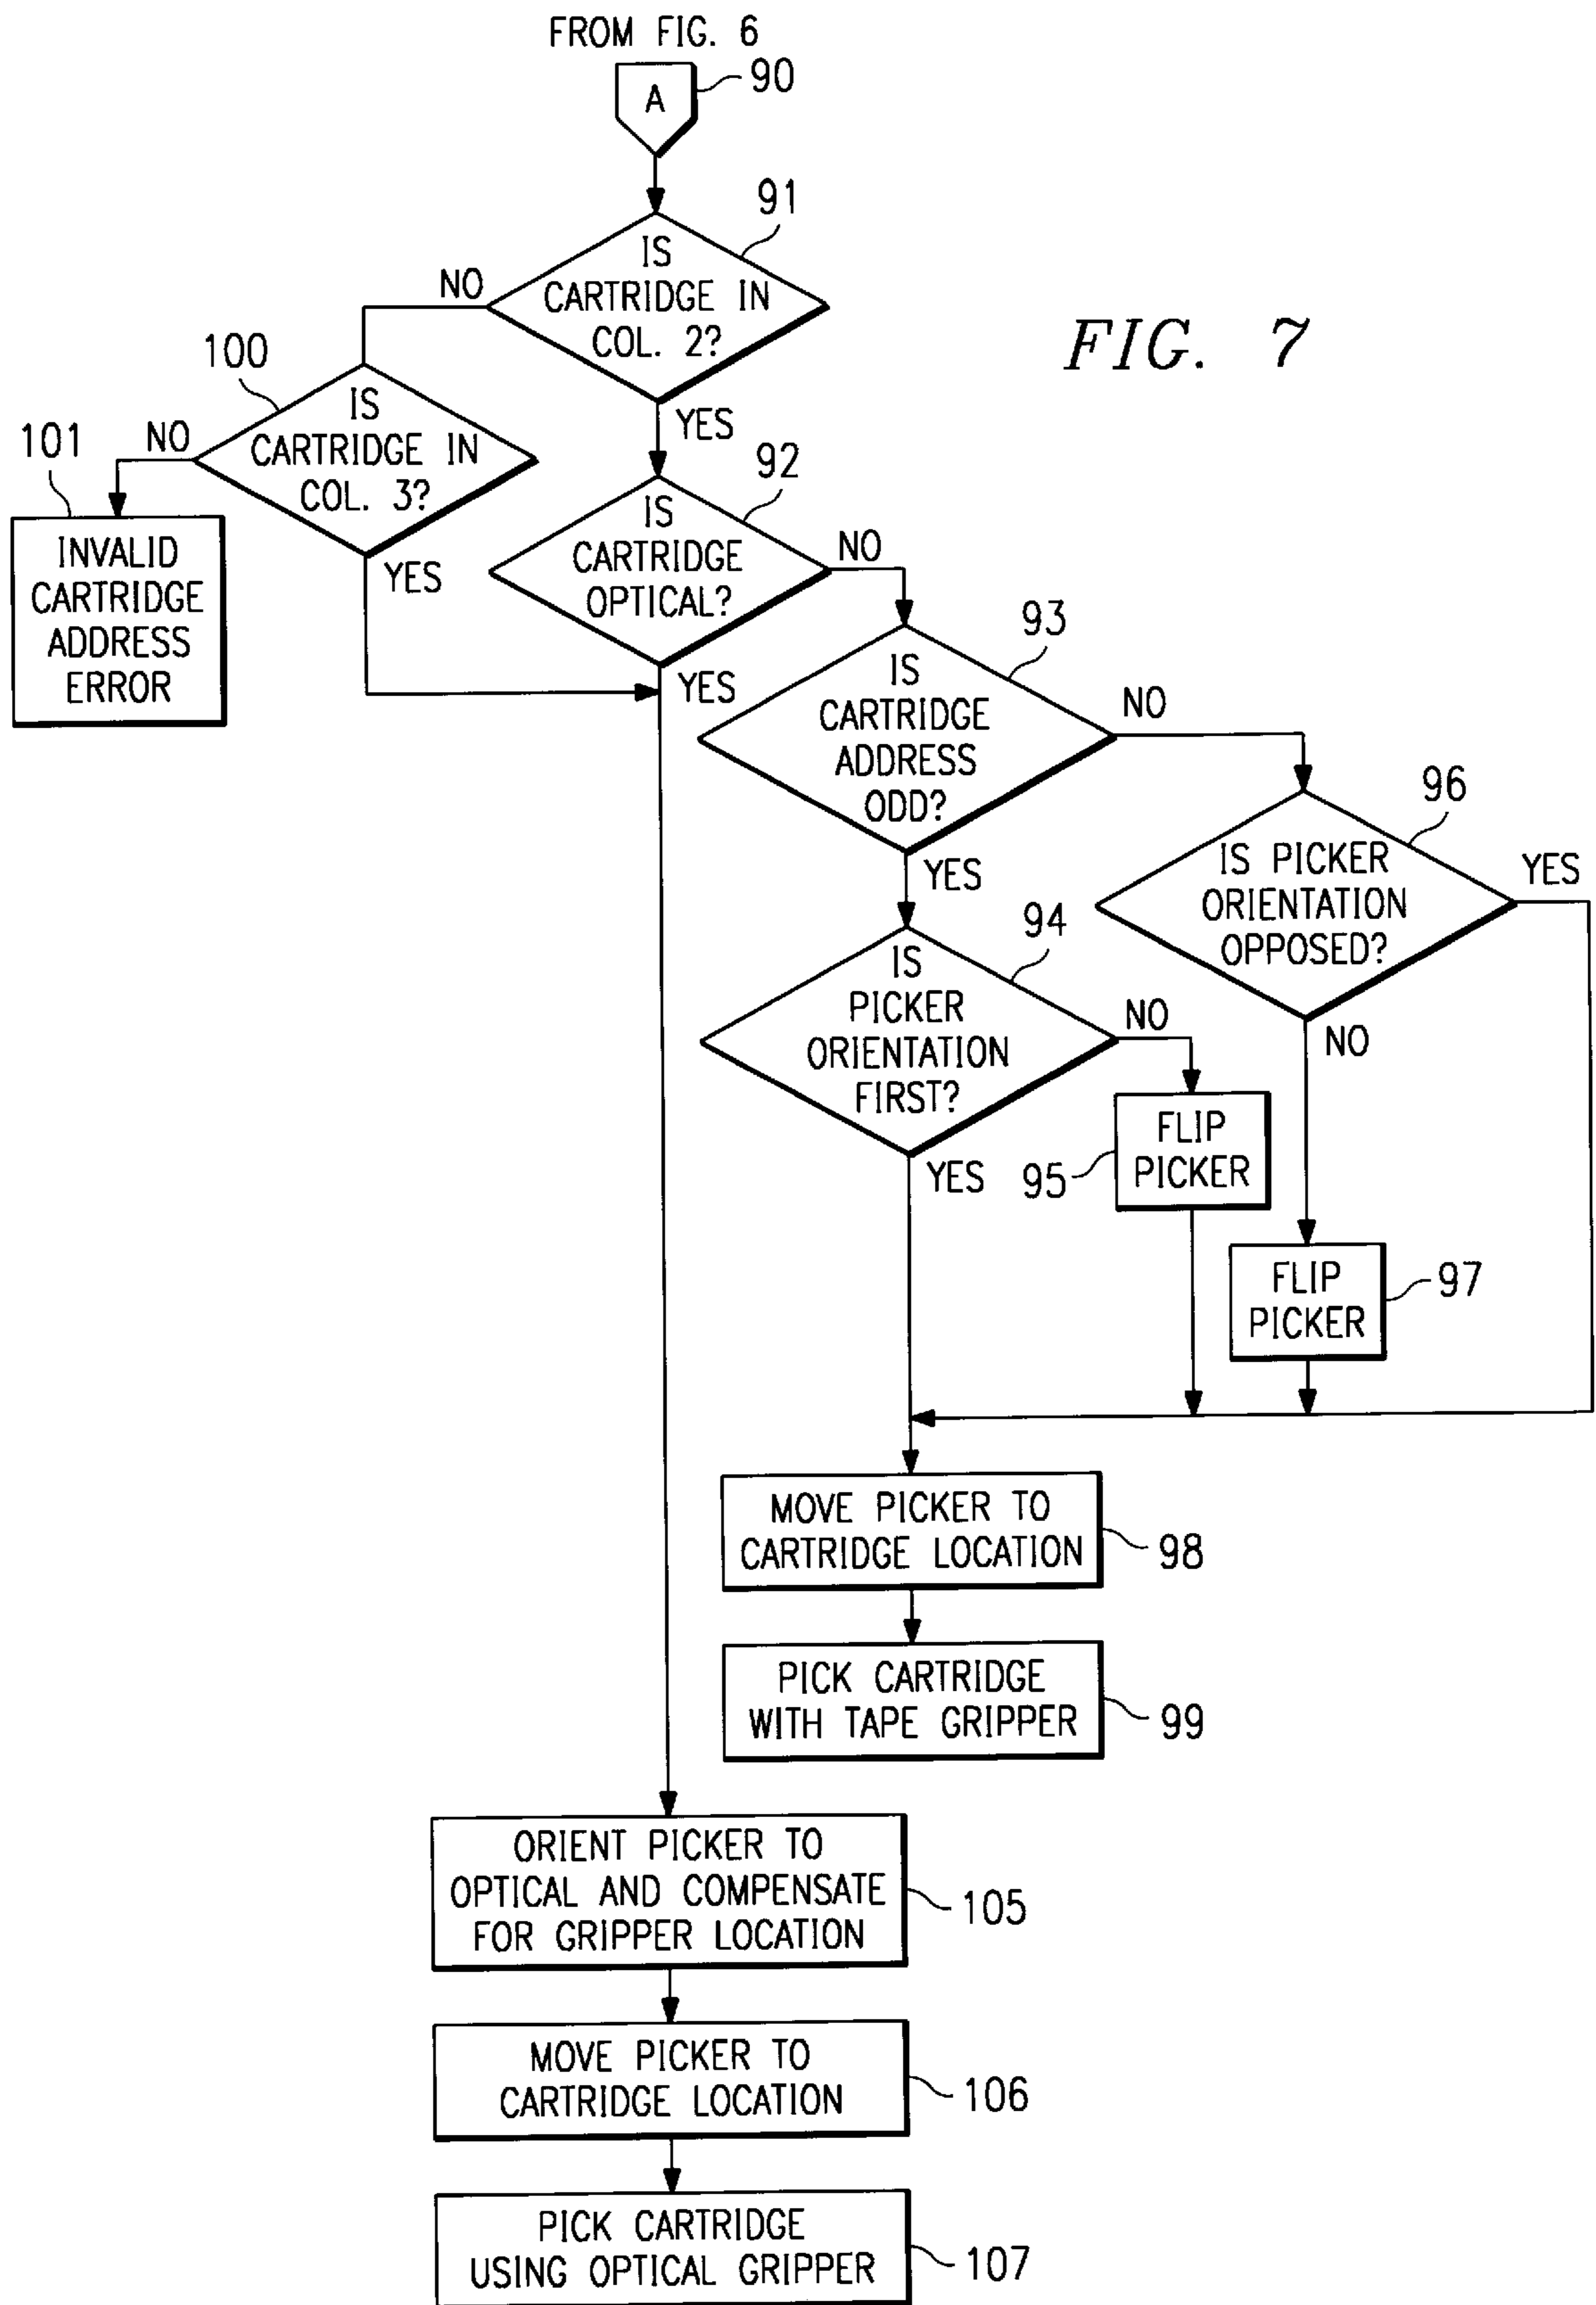 FROM FIG. 6
A
90
IS
CARTRIDGE IN
COL. 2?
91
NO
YES
FIG. 7
100
IS
CARTRIDGE IN
COL. 3?
NO
YES
101
INVALID
CARTRIDGE
ADDRESS
ERROR
92
IS
CARTRIDGE
OPTICAL?
NO
YES
93
IS
CARTRIDGE
ADDRESS
ODD?
NO
YES
96
IS PICKER
ORIENTATION
OPPOSED?
YES
NO
94
IS
PICKER
ORIENTATION
FIRST?
NO
YES
95
FLIP
PICKER
FLIP
PICKER
97
MOVE PICKER TO
CARTRIDGE LOCATION
98
PICK CARTRIDGE
WITH TAPE GRIPPER
99
ORIENT PICKER TO
OPTICAL AND COMPENSATE
FOR GRIPPER LOCATION
105
MOVE PICKER TO
CARTRIDGE LOCATION
106
PICK CARTRIDGE
USING OPTICAL GRIPPER
107